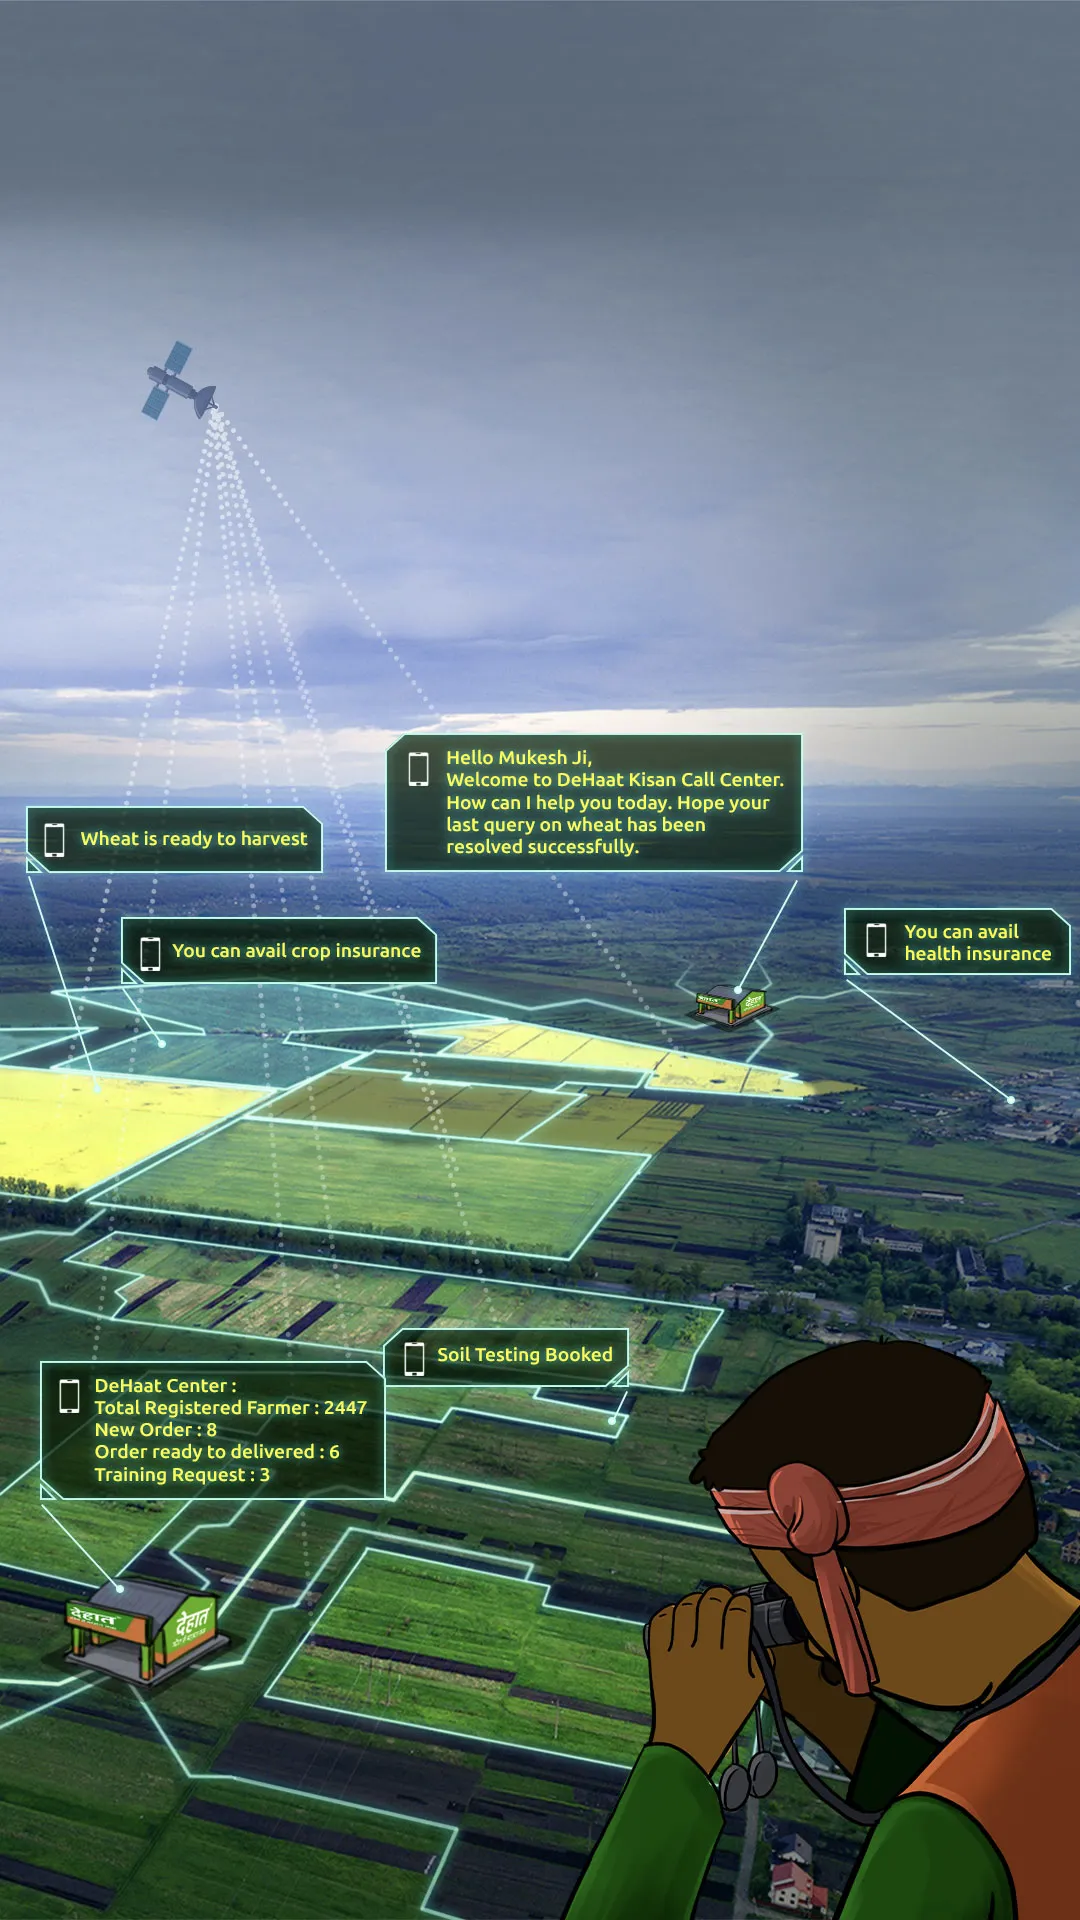 Hello Mukesh Ji,
Welcome to DeHaat Kisan Call Center.
How can I help you today. Hope your
last query on wheat has been
resolved successfully.
Wheat is ready to harvest
You can avail crop insurance
You can avail
health insurance
देहात
Soil Testing Booked
DeHaat Center :
Total Registered Farmer : 2447
New Order : 8
Order ready to delivered : 6
Training Request : 3
देहात
देहात